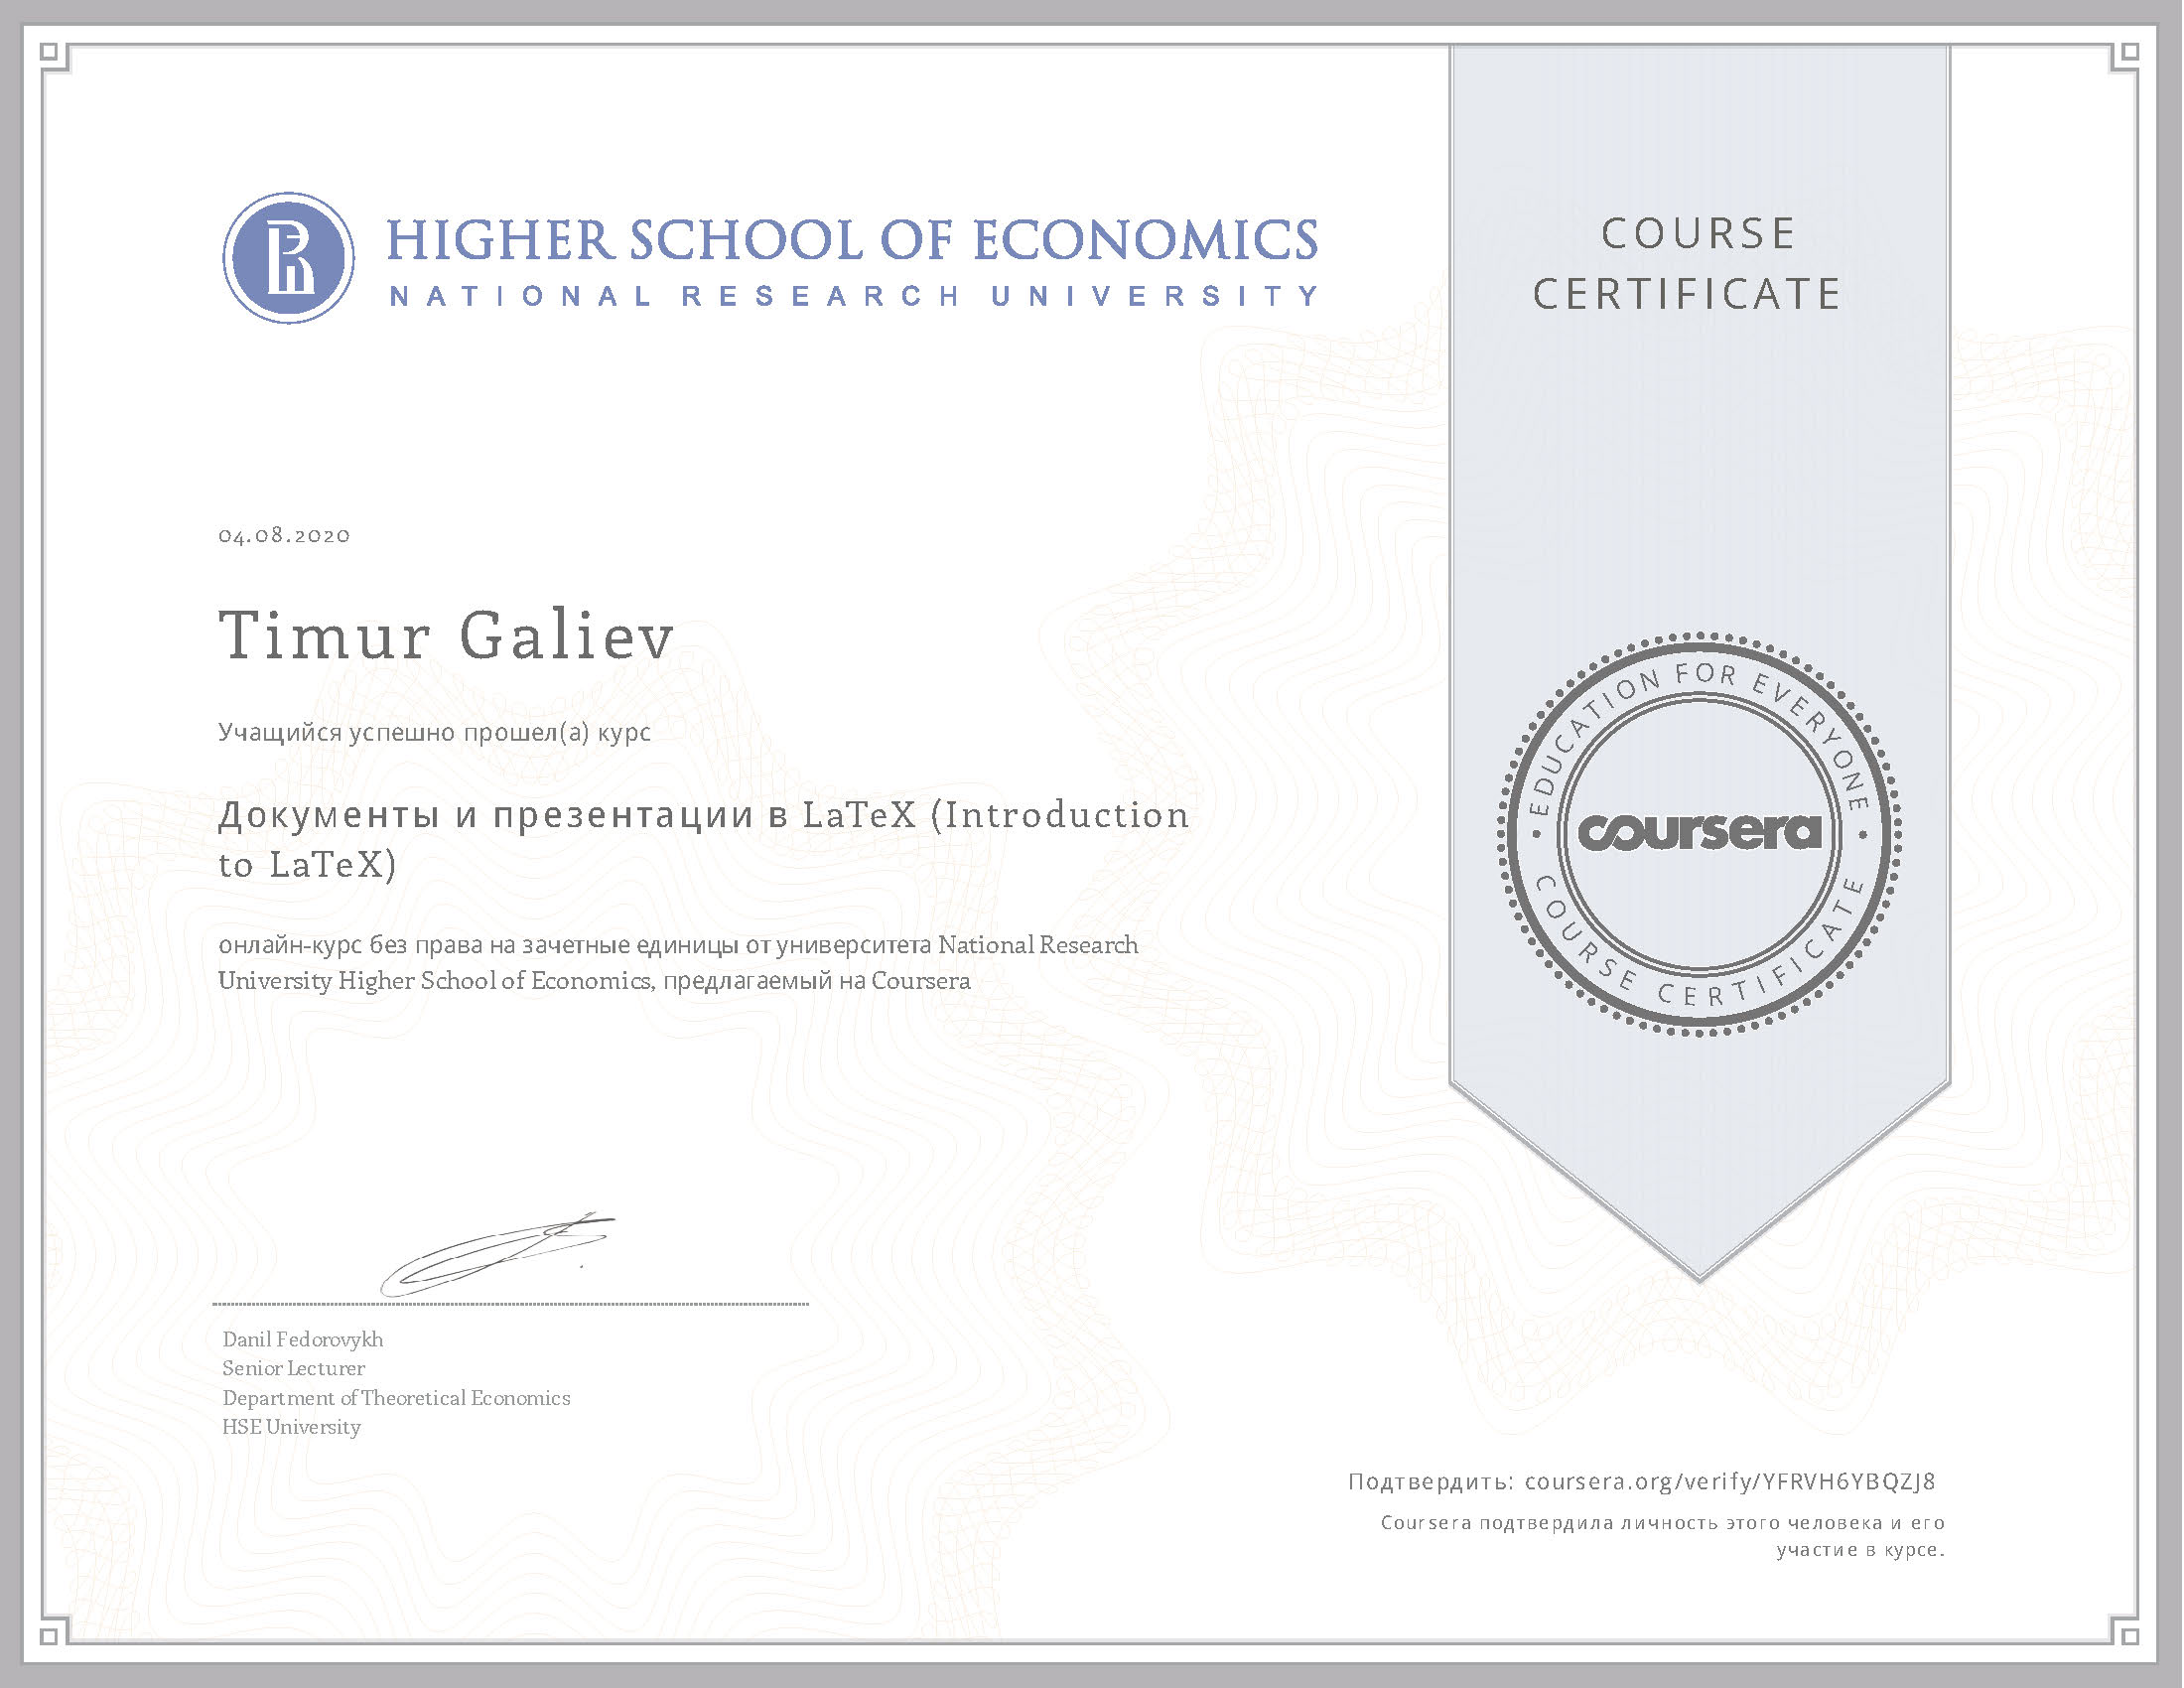 HIGHER SCHOOL OF ECONOMICS
NATIONAL RESEARCH UNIVERSITY
COURSE
CERTIFICATE
04.08.2020
Timur Galiev
Учащийся успешно прошел(а) курс
Документы и презентации в LaTeX (Introduction
to LaTeX)
онлайн-курс без права на зачетные единицы от университета National Research
University Higher School of Economics, предлагаемый на Coursera
EDUCATION FOR EVERYONE
coursera
COURSE CERTIFICATE
Danil Fedorovykh
Senior Lecturer
Department of Theoretical Economics
HSE University
Подтвердить: coursera.org/verify/YFRVH6YBQZJ8
Coursera подтвердила личность этого человека и его
участие в курсе.